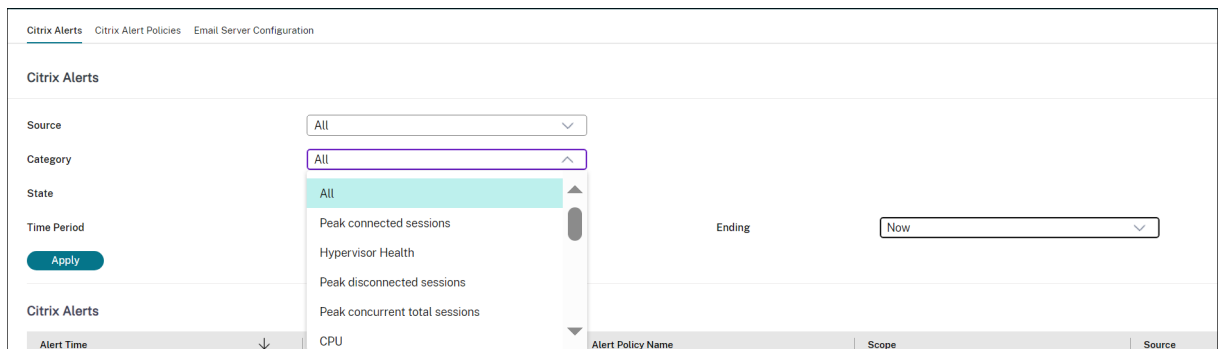 Citrix Alerts Citrix Alert Policies Email Server Configuration
Citrix Alerts
Source All
Category All
State All
Time Period Peak connected sessions Ending Now
Apply Hypervisor Health
Peak disconnected sessions
Citrix Alerts Peak concurrent total sessions
Alert Time CPU Alert Policy Name Scope Source